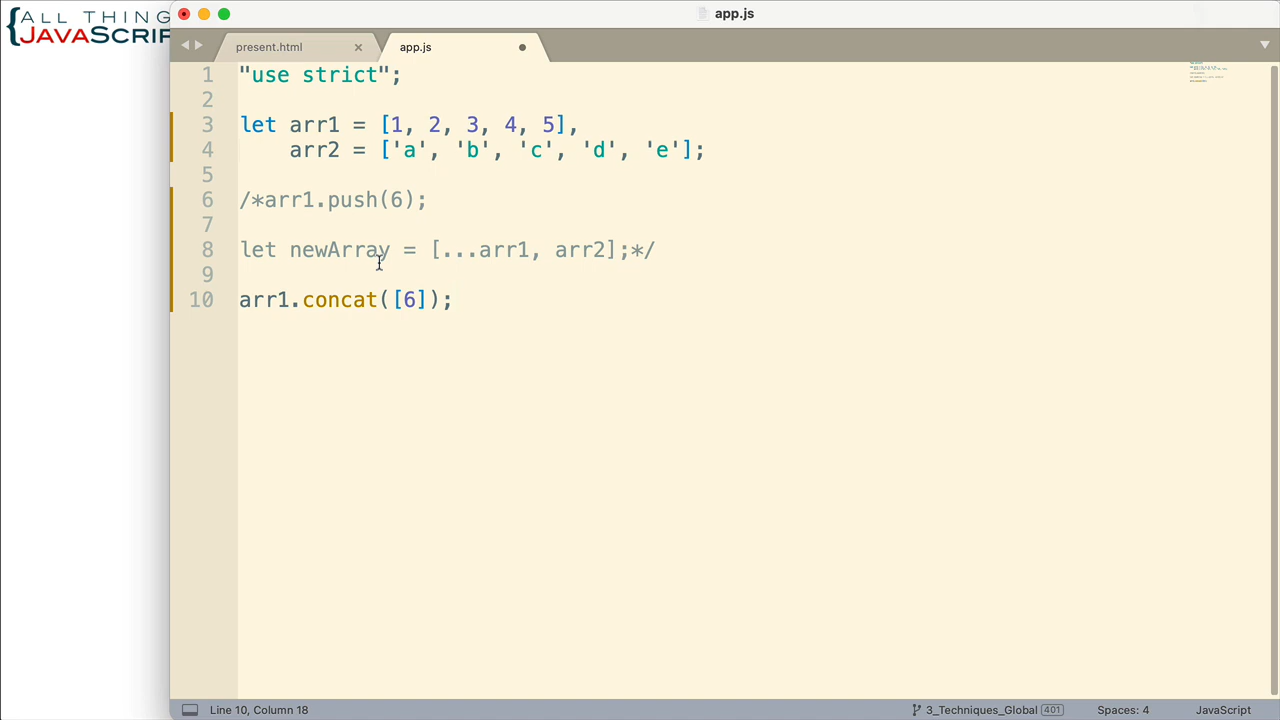 ALL THING
JAVASCRIP
app.js
present.html
app.js
1 "use strict";
2
3 let arr1 = [1, 2, 3, 4, 5],
4 arr2 = ['a', 'b', 'c', 'd', 'e'];
5
6 /*arr1.push(6);
7
8 let newArray = [...arr1, arr2];*/
9
10 arr1.concat([6]);
Line 10, Column 18
3_Techniques_Global 401
Spaces: 4
JavaScript